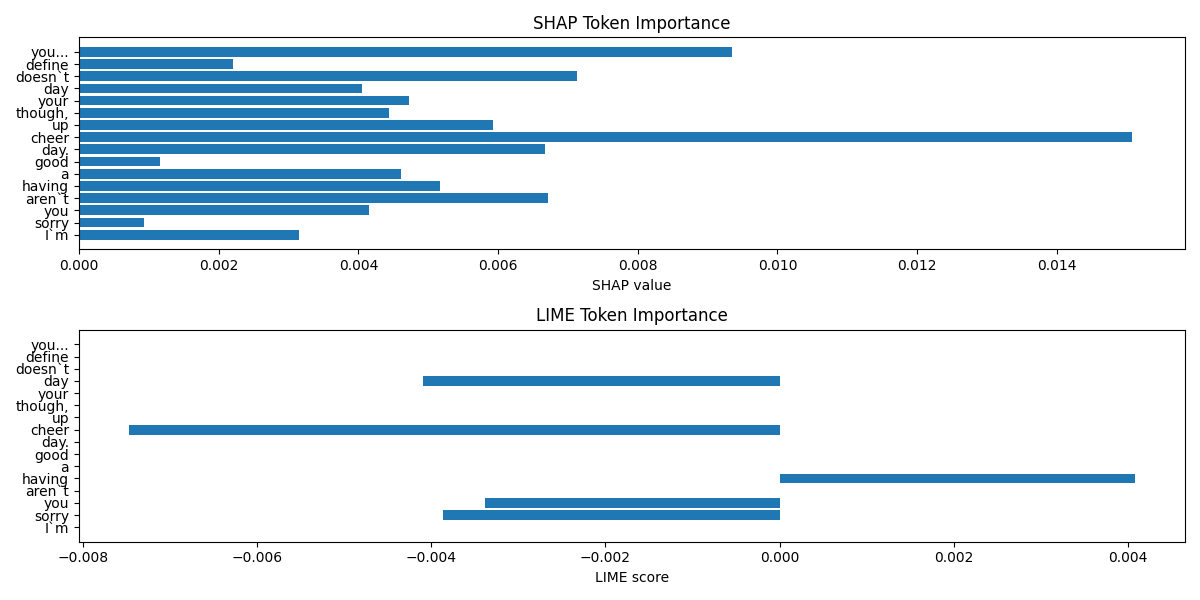 SHAP Token Importance
you...
define
doesn`t
day
your
though,
up
cheer
day.
good
a
having
aren`t
you
sorry
I`m
0.000 0.002 0.004 0.006 0.008 0.010 0.012 0.014
SHAP value
LIME Token Importance
you...
define
doesn`t
day
your
though,
up
cheer
day.
good
a
having
aren`t
you
sorry
I`m
−0.008 −0.006 −0.004 −0.002 0.000 0.002 0.004
LIME score